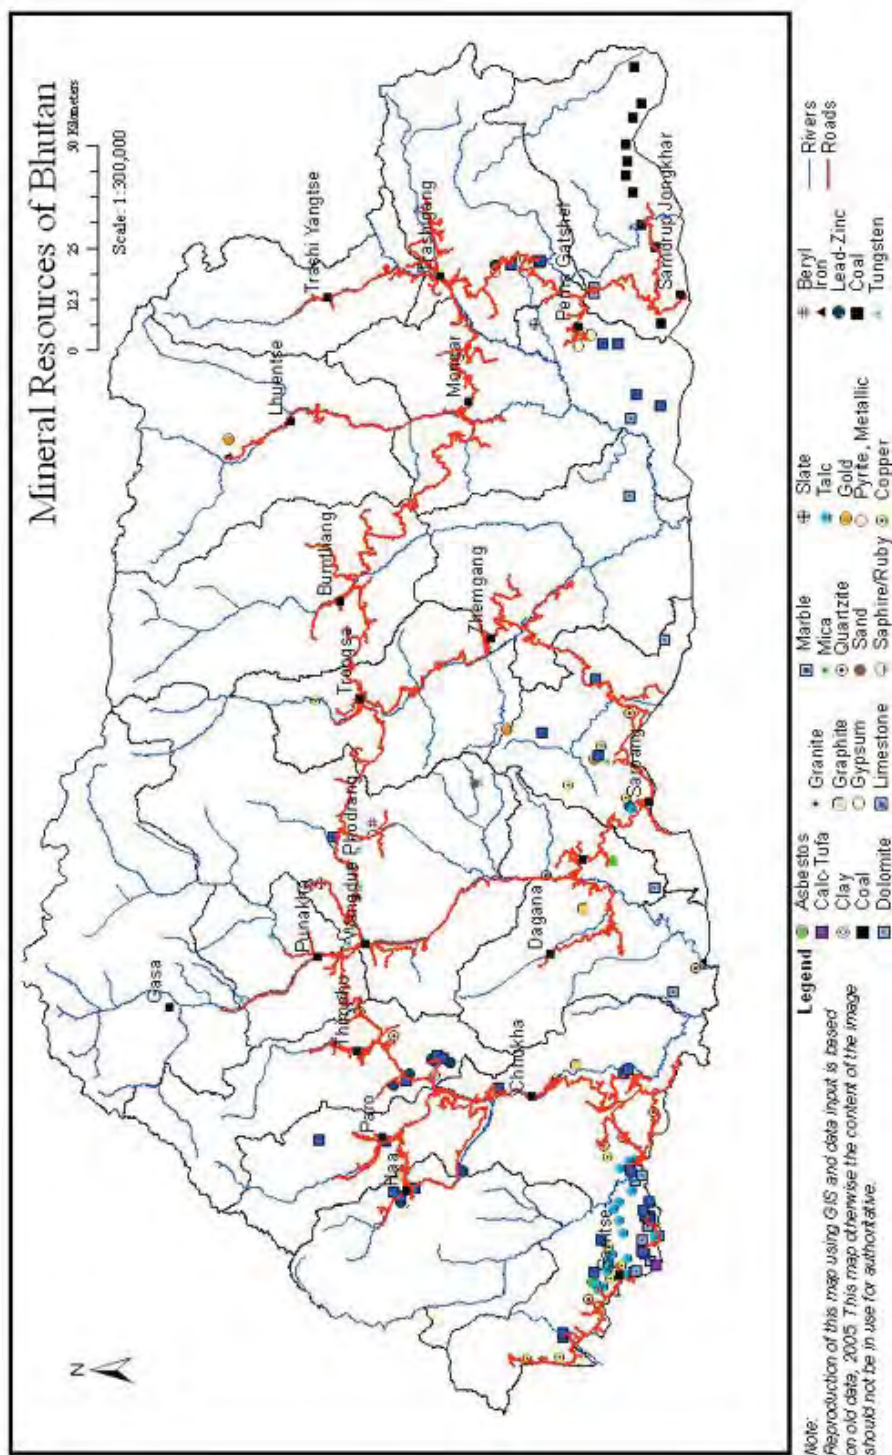 Mineral Resources of Bhutan
0 12.5 25 50 Kilometers
Scale: 1:300,000
N
Gasa
Punakha
Thimpho
Wangdue Phodrang
Paro
Haa
Chhukha
Dagana
Trongsa
Bumthang
Zhemgang
Sarpang
Lhuentse
Mongar
Trashi Yangtse
Trashigang
Pema Gatshel
Samdrup Jongkhar
Legend
Asbestos
Calc-Tufa
Clay
Coal
Dolomite
Granite
Graphite
Gypsum
Limestone
Marble
Mica
Quartzite
Sand
Saphire/Ruby
Slate
Talc
Gold
Pyrite, Metallic
Copper
Beryl
Iron
Lead-Zinc
Coal
Tungsten
Rivers
Roads
Note:
Reproduction of this map using GIS and data input is based
on old data, 2005. This map otherwise the content of the image
should not be in use for authoritative.